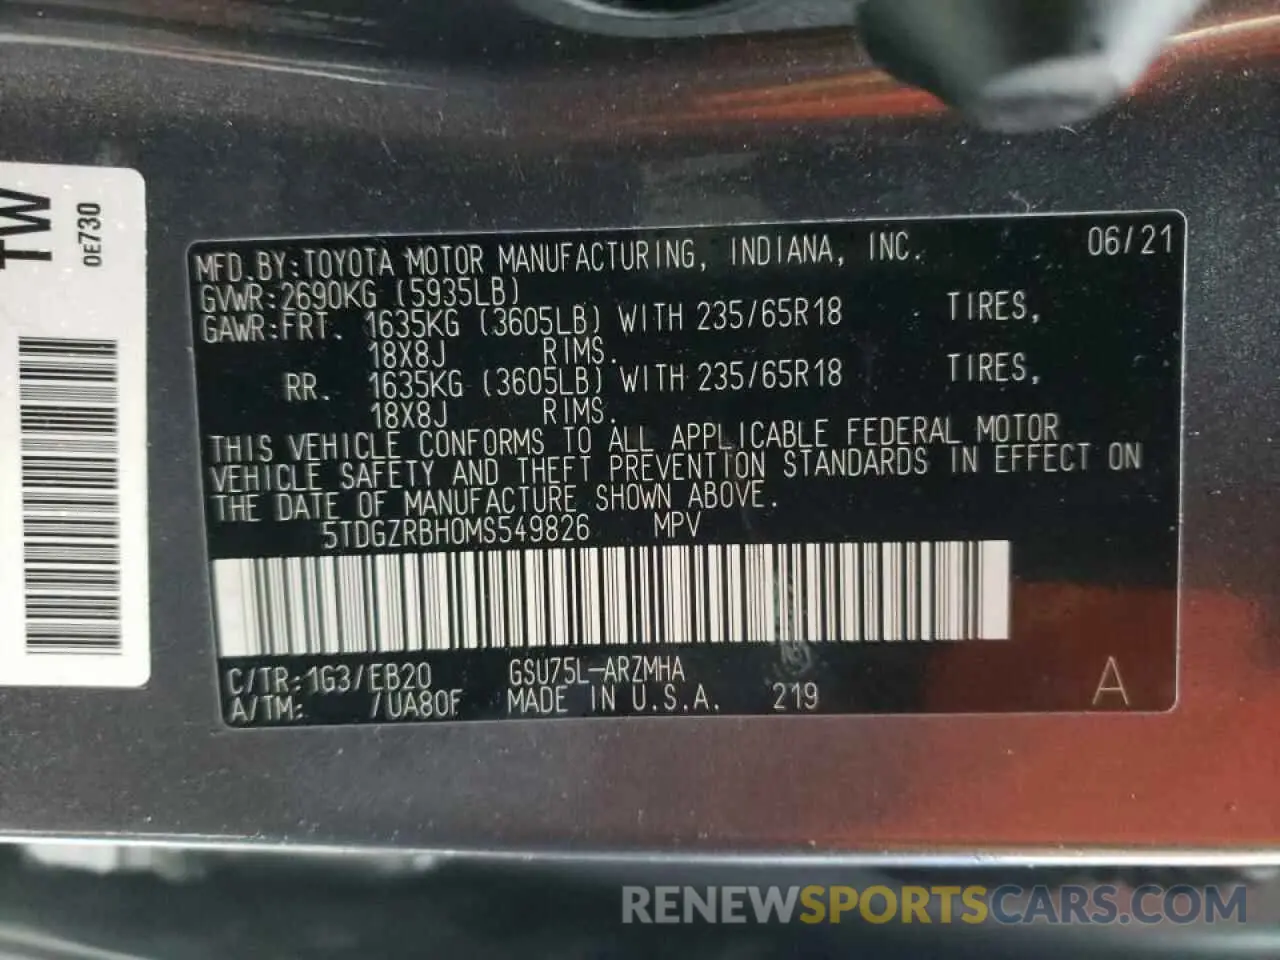 TW
0E730
MFD.BY:TOYOTA MOTOR MANUFACTURING, INDIANA, INC. 06/21
GVWR:2690KG (5935LB)
GAWR:FRT. 1635KG (3605LB) WITH 235/65R18 TIRES,
18X8J RIMS.
RR. 1635KG (3605LB) WITH 235/65R18 TIRES,
18X8J RIMS.
THIS VEHICLE CONFORMS TO ALL APPLICABLE FEDERAL MOTOR
VEHICLE SAFETY AND THEFT PREVENTION STANDARDS IN EFFECT ON
THE DATE OF MANUFACTURE SHOWN ABOVE.
5TDGZRBH0MS549826 MPV
C/TR:1G3/EB20 GSU75L-ARZMHA
A/TM: /UA80F MADE IN U.S.A. 219 A
RENEWSPORTSCARS.COM